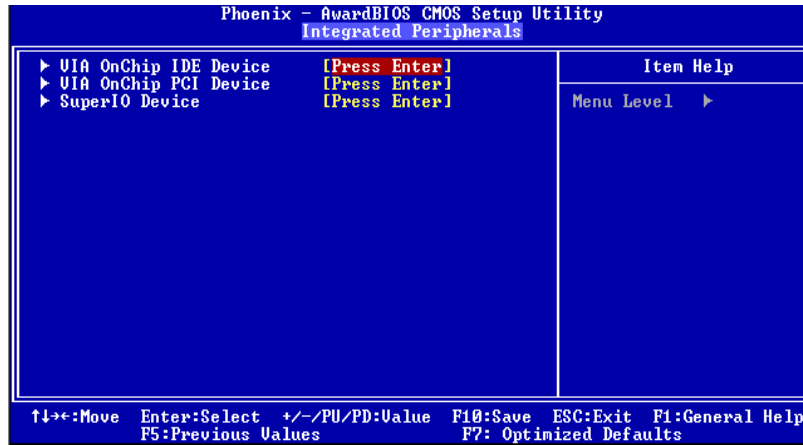 Phoenix - AwardBIOS CMOS Setup Utility
Integrated Peripherals
▶ VIA OnChip IDE Device [Press Enter]
▶ VIA OnChip PCI Device [Press Enter]
▶ SuperIO Device [Press Enter]
Item Help
Menu Level ▶
↑↓→←:Move Enter:Select +/-/PU/PD:Value F10:Save ESC:Exit F1:General Help
F5:Previous Values F7: Optimized Defaults